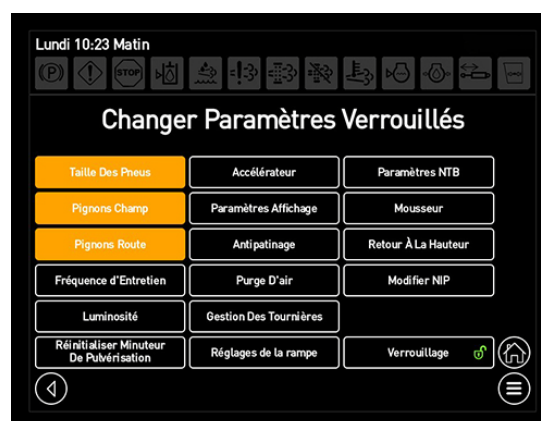 Lundi 10:23 Matin
(P)
STOP
Changer Paramètres Verrouillés
Taille Des Pneus
Accélérateur
Paramètres NTB
Pignons Champ
Paramètres Affichage
Mousseur
Pignons Route
Antipatinage
Retour À La Hauteur
Fréquence d'Entretien
Purge D'air
Modifier NIP
Luminosité
Gestion Des Tournières
Réinitialiser Minuteur
De Pulvérisation
Réglages de la rampe
Verrouillage